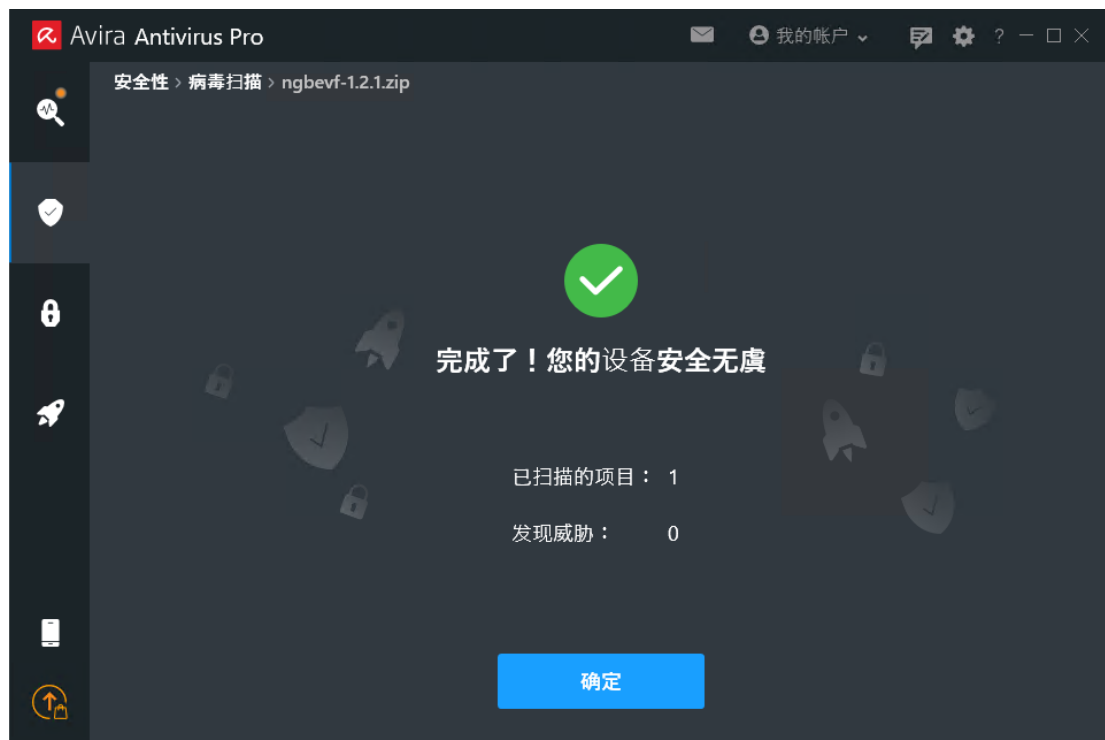 Avira Antivirus Pro
我的帐户
?
安全性 > 病毒扫描 > ngbevf-1.2.1.zip
完成了！您的设备安全无虞
已扫描的项目： 1
发现威胁： 0
确定